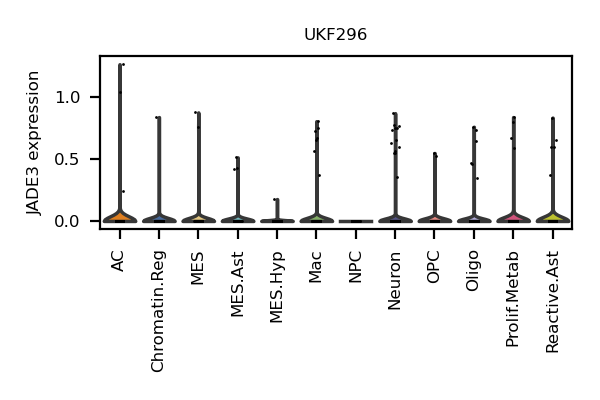 UKF296
JADE3 expression
1.0
0.5
0.0
AC
Chromatin.Reg
MES
MES.Ast
MES.Hyp
Mac
NPC
Neuron
OPC
Oligo
Prolif.Metab
Reactive.Ast